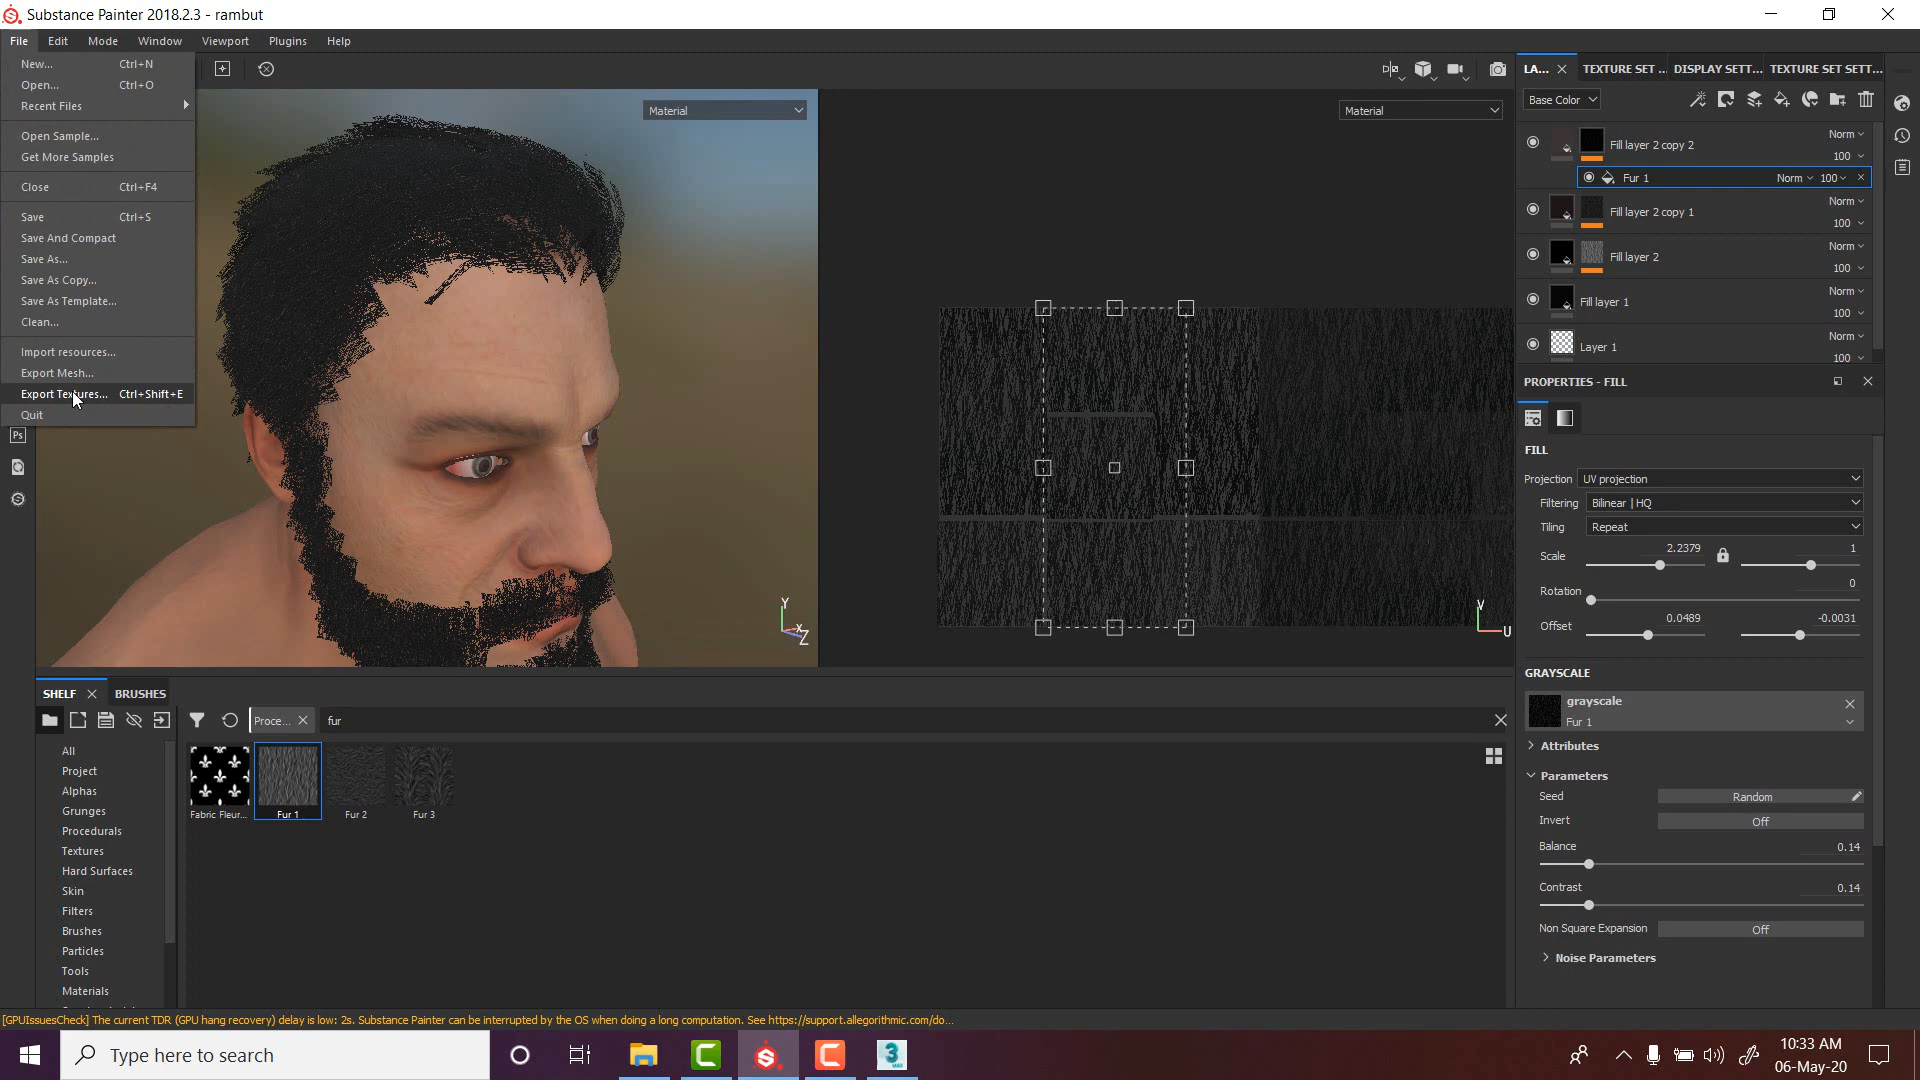 Substance Painter 2018.2.3 - rambut
File Edit Mode Window Viewport Plugins Help
New... Ctrl+N
Open... Ctrl+O
Recent Files
Open Sample...
Get More Samples
Close Ctrl+F4
Save Ctrl+S
Save And Compact
Save As...
Save As Copy...
Save As Template...
Clean...
Import resources...
Export Mesh...
Export Textures... Ctrl+Shift+E
Quit
Ps
Material
Y
X
Z
Material
V
U
LA... TEXTURE SET ... DISPLAY SETT... TEXTURE SET SETT...
Base Color
Fill layer 2 copy 2 Norm
100
Fur 1 Norm 100
Fill layer 2 copy 1 Norm
100
Fill layer 2 Norm
100
Fill layer 1 Norm
100
Layer 1 Norm
100
PROPERTIES - FILL
FILL
Projection UV projection
Filtering Bilinear | HQ
Tiling Repeat
Scale 2.2379 1
Rotation 0
Offset 0.0489 -0.0031
GRAYSCALE
grayscale
Fur 1
Attributes
Parameters
Seed Random
Invert Off
Balance 0.14
Contrast 0.14
Non Square Expansion Off
Noise Parameters
SHELF BRUSHES
Proce... fur
All
Project
Alphas
Grunges
Procedurals
Textures
Hard Surfaces
Skin
Filters
Brushes
Particles
Tools
Materials
Fabric Fleur... Fur 1 Fur 2 Fur 3
[GPUIssuesCheck] The current TDR (GPU hang recovery) delay is low: 2s. Substance Painter can be interrupted by the OS when doing a long computation. See https://support.allegorithmic.com/do...
Type here to search
10:33 AM
06-May-20